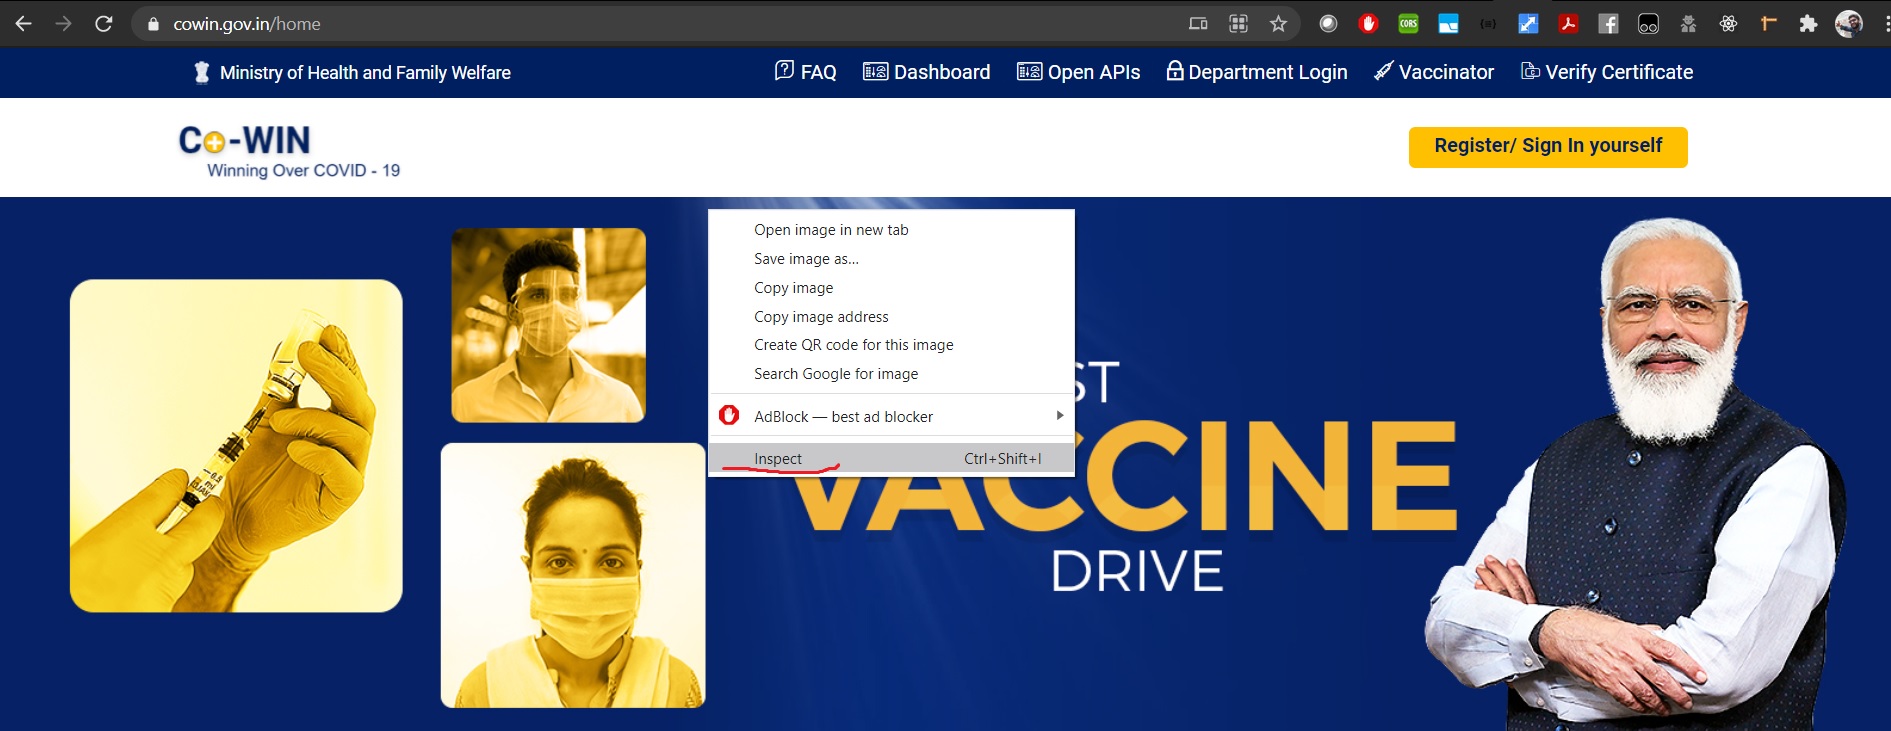 cowin.gov.in/home
CORS
Ministry of Health and Family Welfare
FAQ
Dashboard
Open APIs
Department Login
Vaccinator
Verify Certificate
Co-WIN
Winning Over COVID - 19
Register/ Sign In yourself
Open image in new tab
Save image as...
Copy image
Copy image address
Create QR code for this image
Search Google for image
AdBlock — best ad blocker
Inspect Ctrl+Shift+I
ST
VACCINE
DRIVE